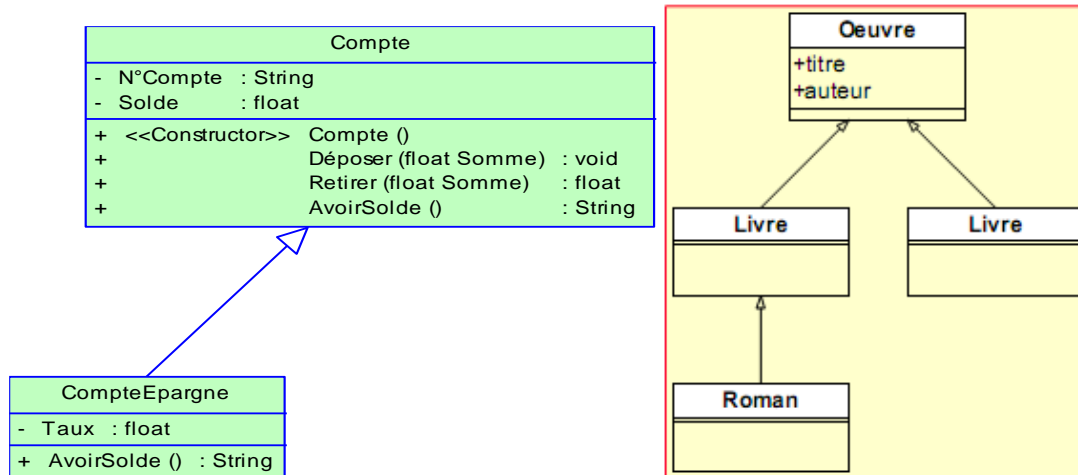 Compte
- N°Compte : String
- Solde : float
+ <<Constructor>> Compte ()
+ Déposer (float Somme) : void
+ Retirer (float Somme) : float
+ AvoirSolde () : String
CompteEpargne
- Taux : float
+ AvoirSolde () : String
Oeuvre
+titre
+auteur
Livre
Livre
Roman